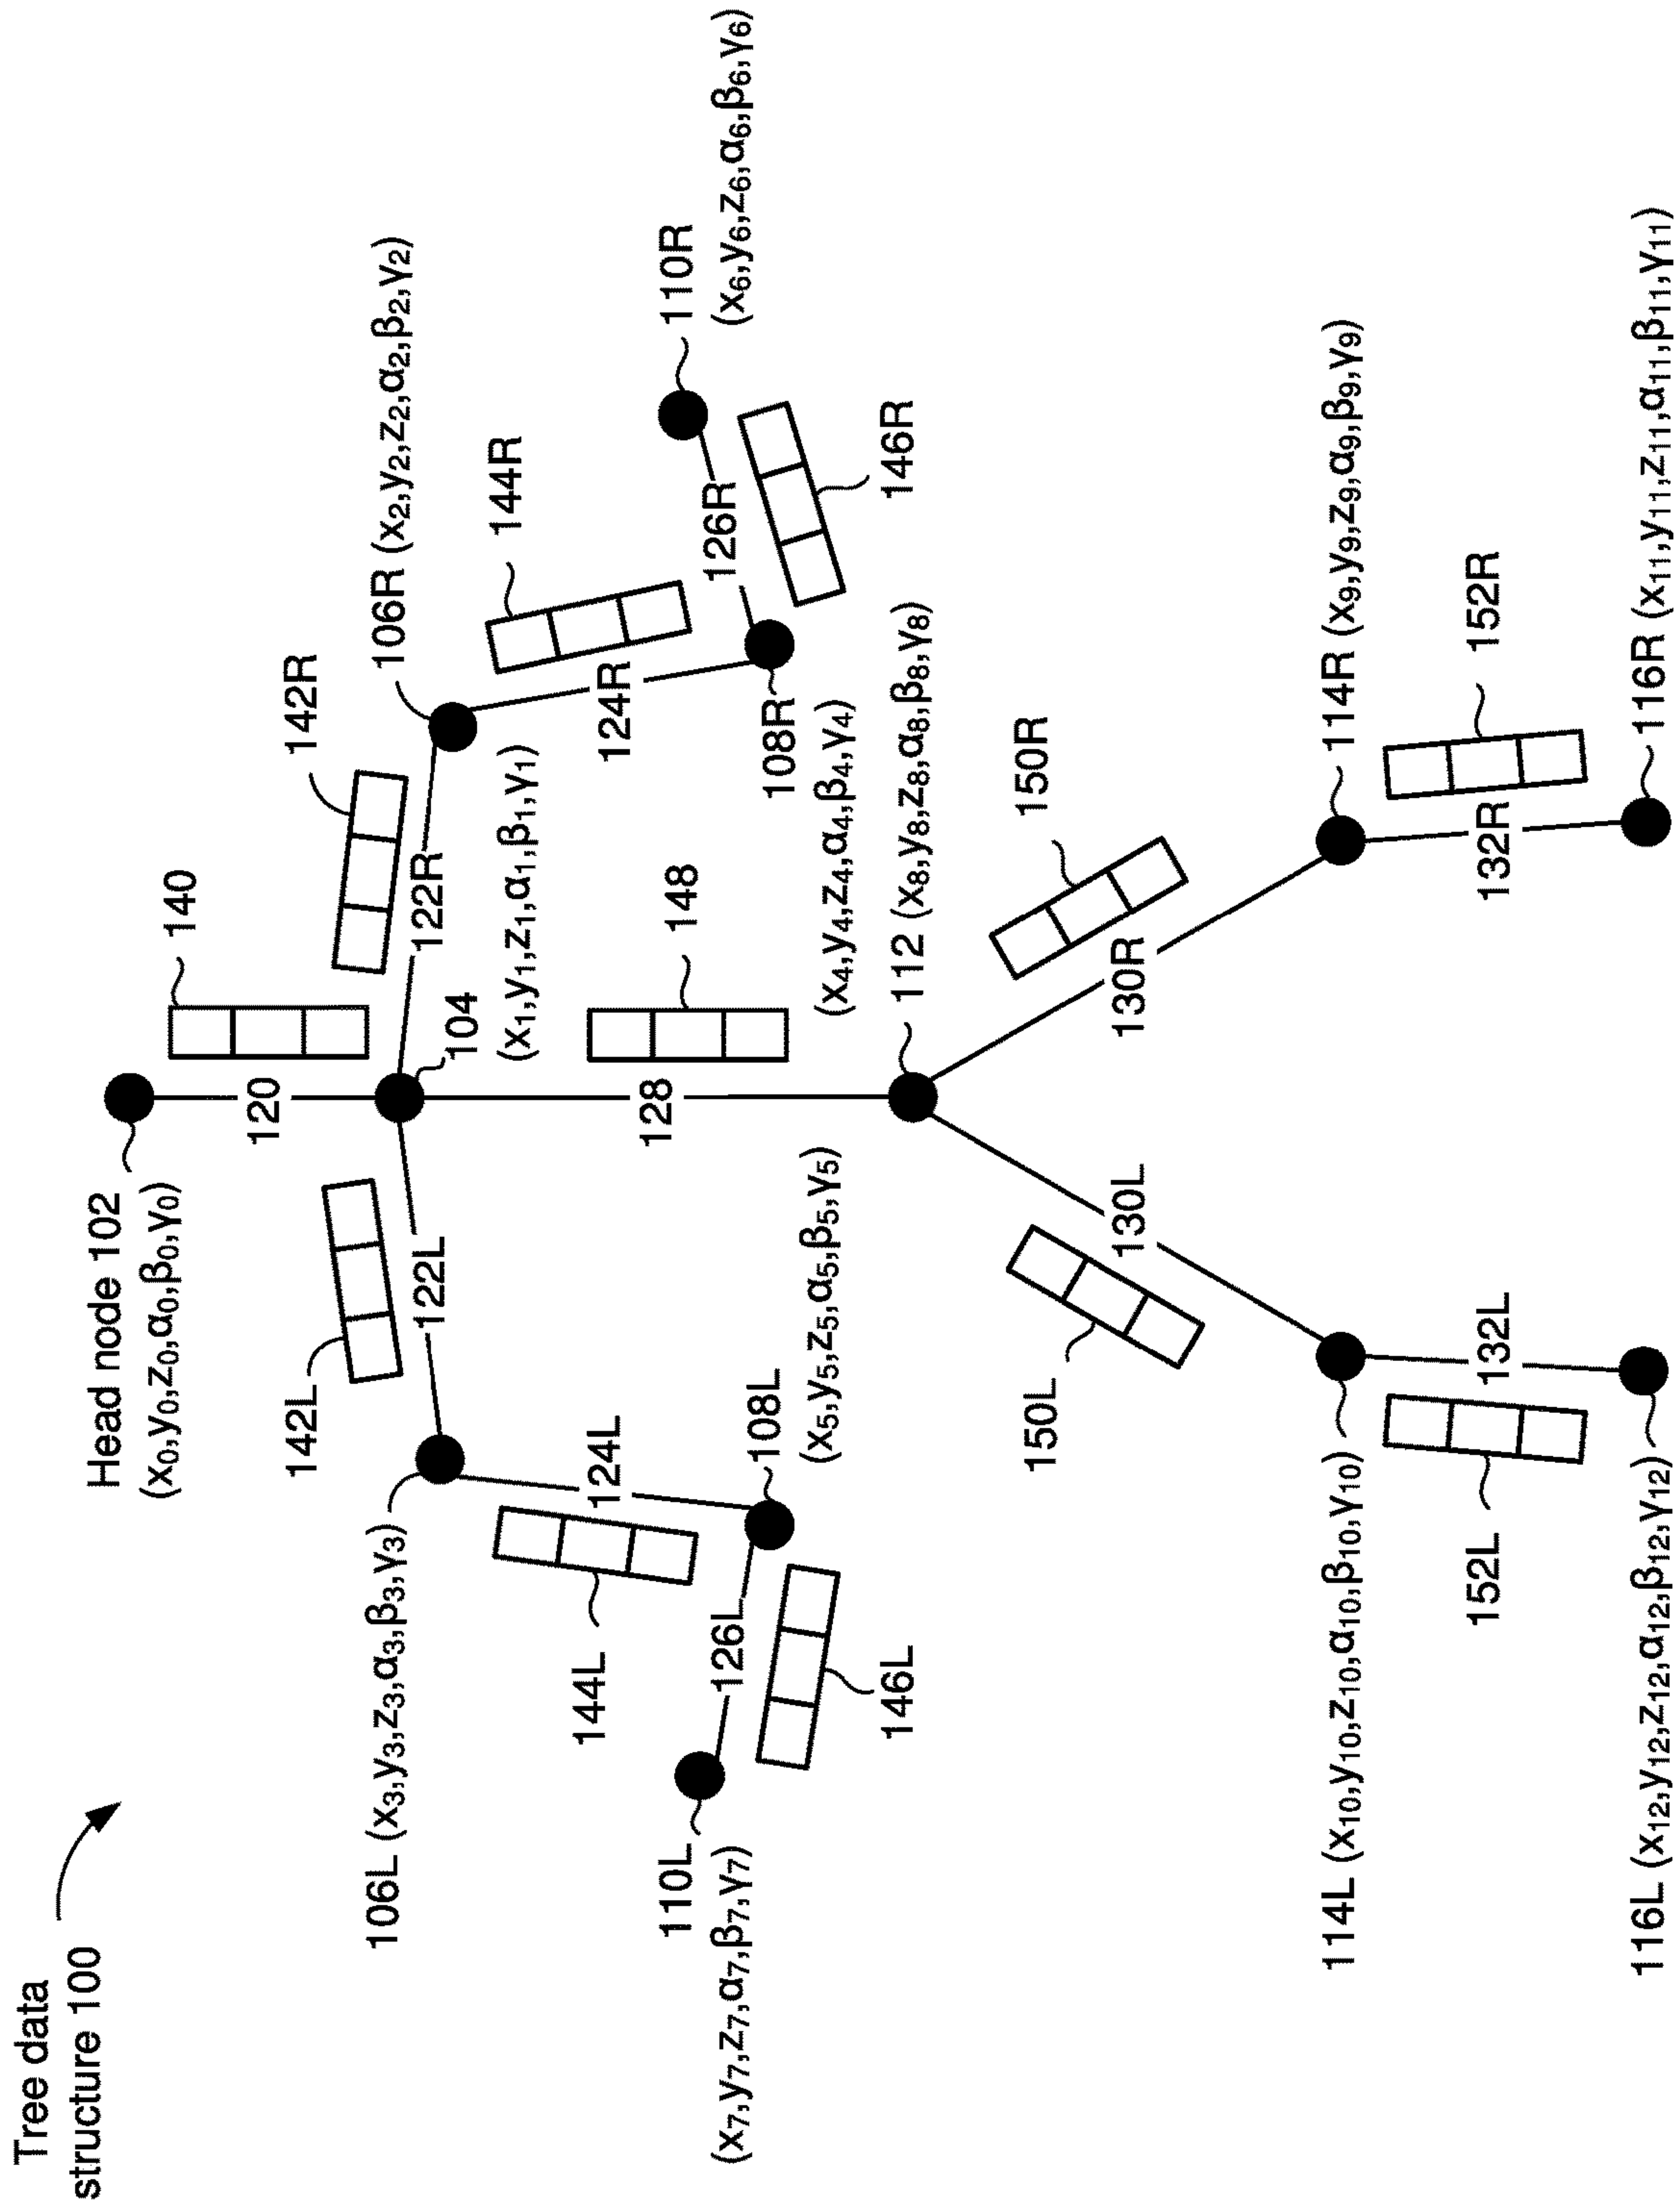 Tree data
structure 100
Head node 102
(x₀,y₀,z₀,α₀,β₀,γ₀)
120
140
142L
122L
142R
122R
104
(x₁,y₁,z₁,α₁,β₁,γ₁)
106L (x₃,y₃,z₃,α₃,β₃,γ₃)
106R (x₂,y₂,z₂,α₂,β₂,γ₂)
144L
124L
144R
124R
128
148
110L
(x₇,y₇,z₇,α₇,β₇,γ₇)
126L
108L
(x₅,y₅,z₅,α₅,β₅,γ₅)
146L
108R
(x₄,y₄,z₄,α₄,β₄,γ₄)
126R
110R
(x₆,y₆,z₆,α₆,β₆,γ₆)
146R
112 (x₈,y₈,z₈,α₈,β₈,γ₈)
150L
130L
130R
150R
114L (x₁₀,y₁₀,z₁₀,α₁₀,β₁₀,γ₁₀)
114R (x₉,y₉,z₉,α₉,β₉,γ₉)
152L
132L
132R
152R
116L (x₁₂,y₁₂,z₁₂,α₁₂,β₁₂,γ₁₂)
116R (x₁₁,y₁₁,z₁₁,α₁₁,β₁₁,γ₁₁)